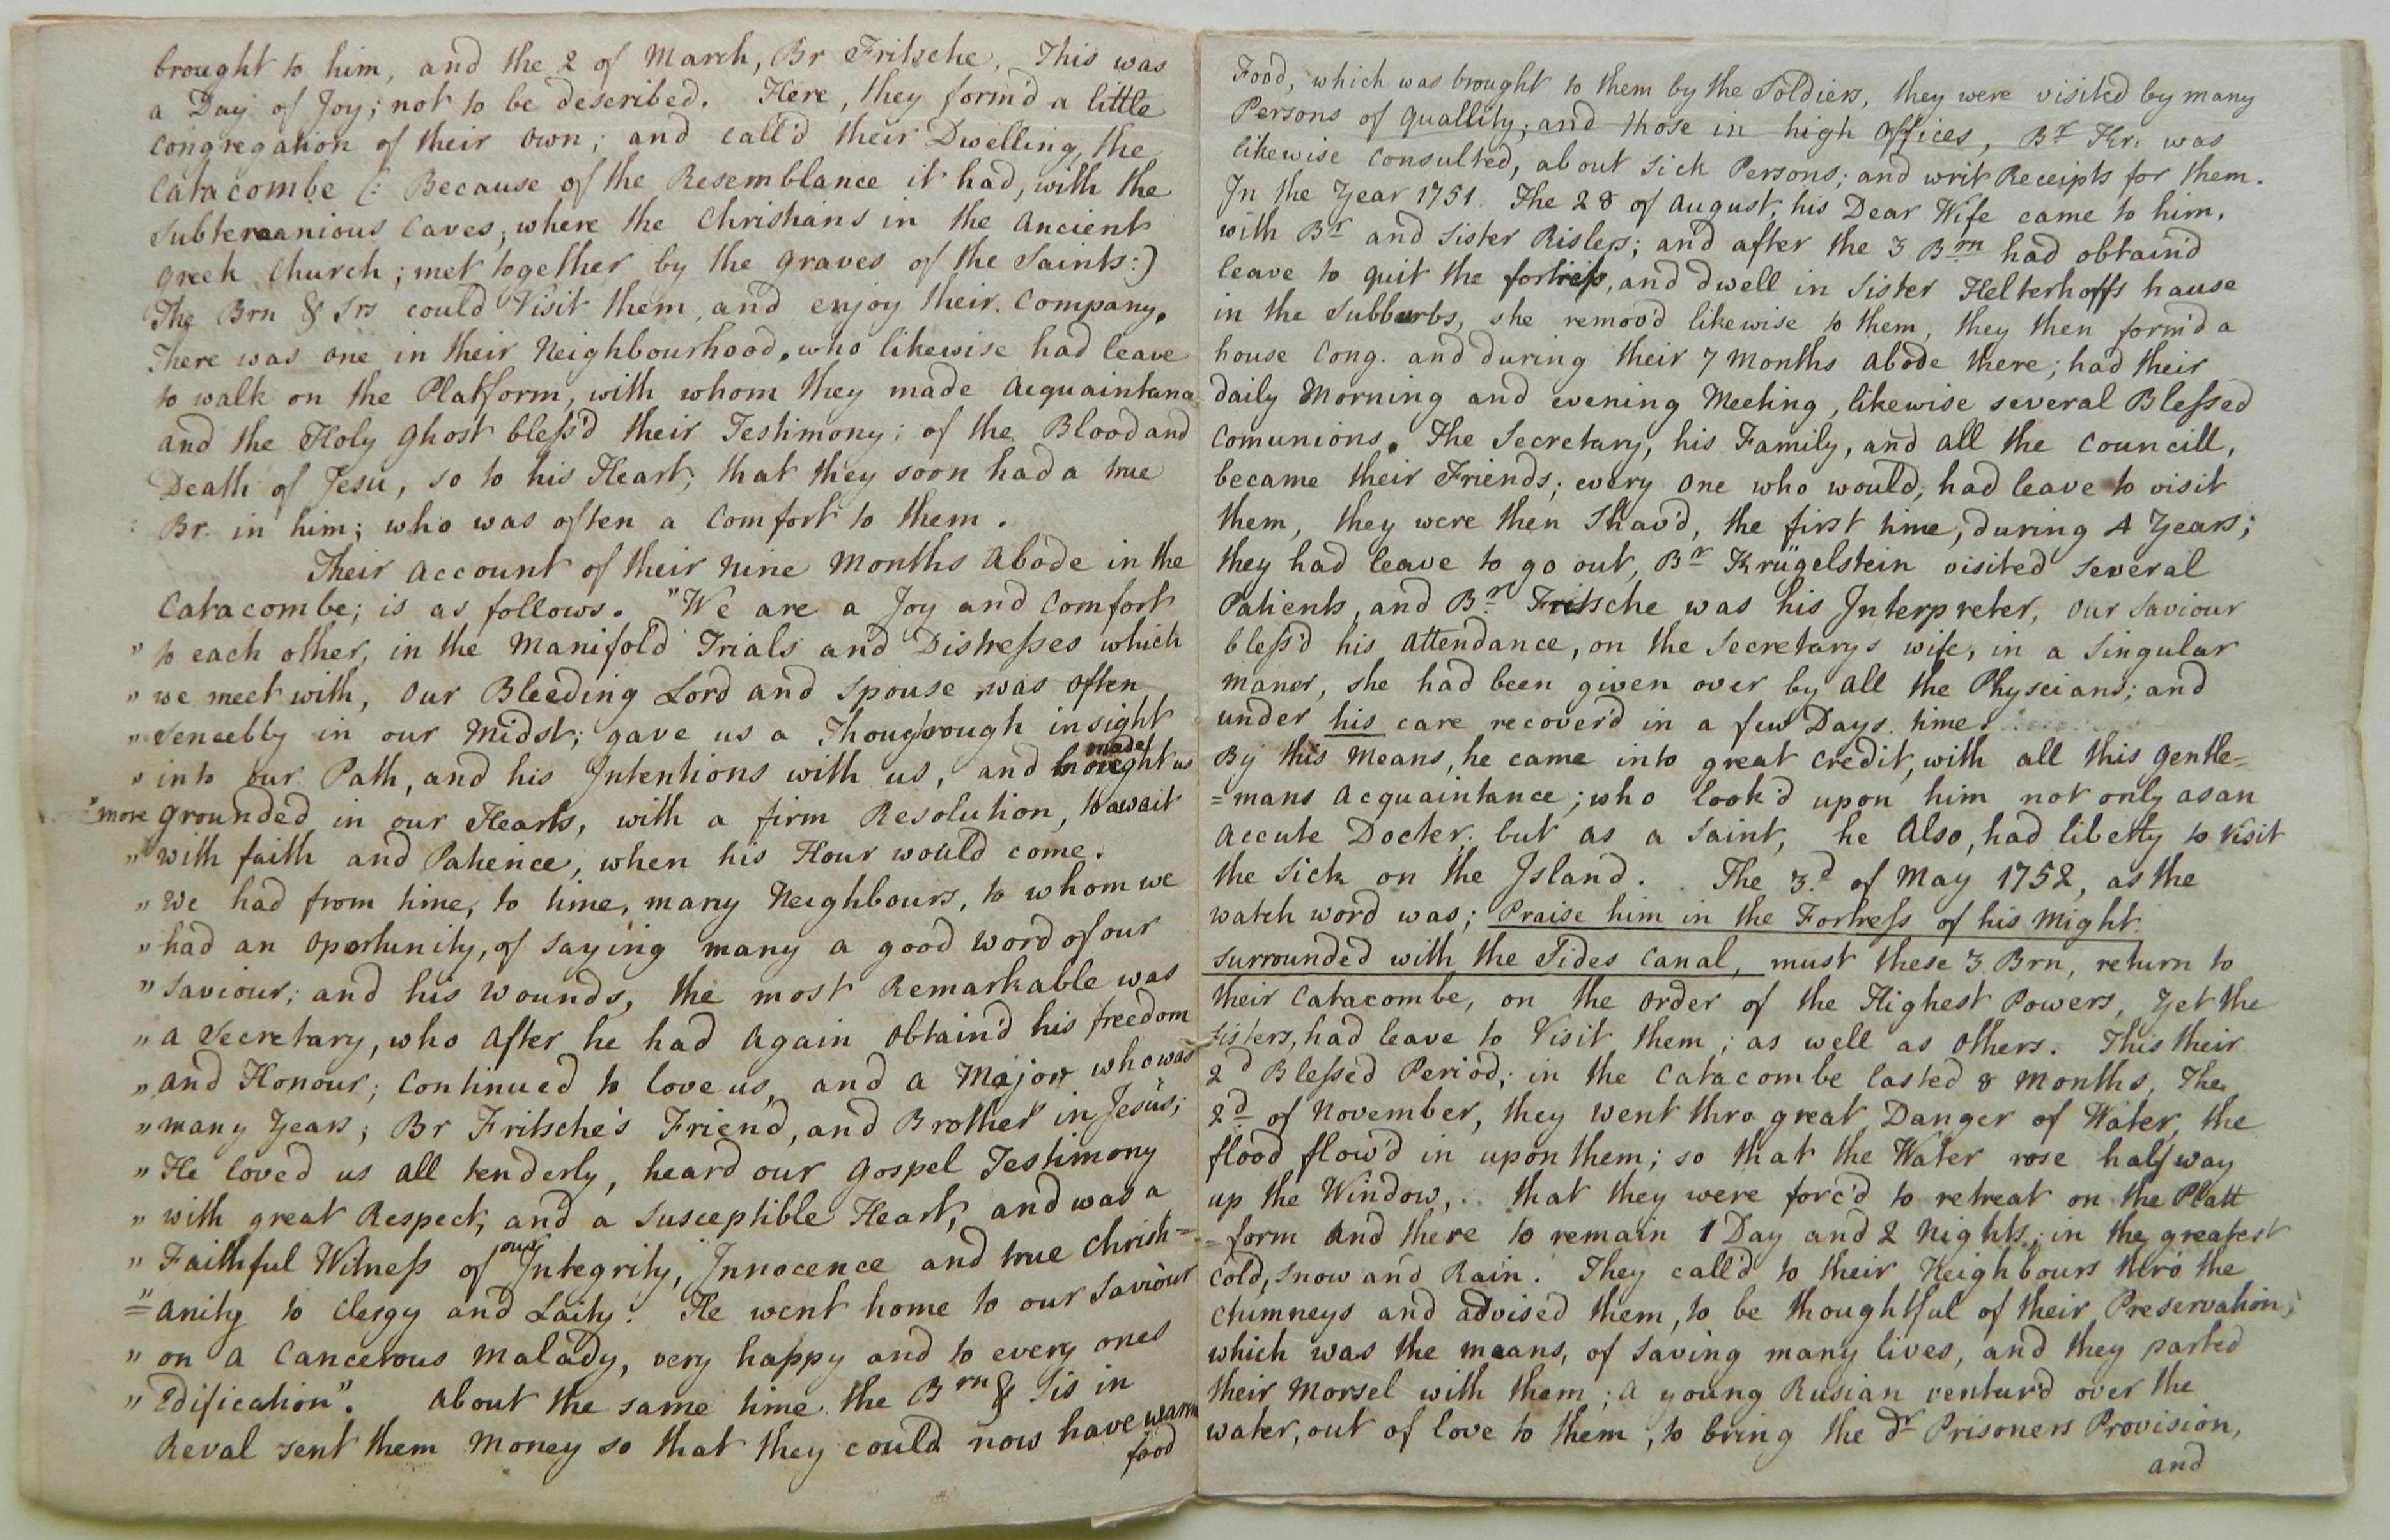 brought to him, and the 2 of March, Br Fritsche, This was
a Day of Joy; not to be described. Here, they form'd a little
Congregation of their own; and call'd their Dwelling, the
Catacombe (: Because of the Resemblance it had, with the
Subteraanious Caves; where the Christians in the Ancient
Greek Church; met together by the graves of the Saints:)
The Brn & Srs could Visit them and enjoy their Company.
There was one in their Neighbourhood, who likewise had leave
to walk on the Platform, with whom they made Acquaintana
and the Holy Ghost bless'd their Testimony; of the Blood and
Death of Jesu, so to his Heart; that they soon had a true
Br. in him; who was often a Comfort to them.
Their Account of their Nine Months Abode in the
Catacombe; is as follows. "We are a Joy and Comfort
" to each other, in the Manifold Trials and Distresses which
" we meet with, Our Bleeding Lord and Spouse was often
" Sencebly in our Midst; gave us a Thoughrough insight
" into our Path, and his Intentions with us, and made us
" more grounded in our Hearts, with a firm Resolution, to await
" with faith and Patience, when his Hour would come.
" We had from time, to time, many Neighbours, to whom we
" had an Oportunity, of Saying many a good word of our
" Saviour; and his Wounds, the most Remarkable was
" a Secretary, who After he had Again Obtain'd his freedom
" and Honour; Continued to love us, and a Major who was
" many Years; Br Fritsche's Friend, and Brother in Jesus;
" He loved us all tenderly, heard our Gospel Testimony
" with great Respect, and a Susceptible Heart, and was a
" Faithful Witness of our Integrity, Innocence and true Christi=
"=anity to Clergy and Laity. He went home to our Saviour
" on a Cancerous Malady, very happy and to every ones
" Edification". About the same time the Brn & Sis in
Reval sent them Money so that they could now have warm
food
Food, which was brought to them by the Soldiers, they were visited by many
Persons of quallity; and those in high Offices, Br Kr. was
likewise Consulted, about Sick Persons; and writ Receipts for them.
In the Year 1751. The 28 of August, his Dear Wife came to him,
with Br and Sister Rislers; and after the 3 Brn had obtain'd
leave to quit the fortress, and dwell in Sister Helterhoffs hause
in the Subburbs, she remov'd likewise to them, they then form'd a
house Cong. and during their 7 Months Abode there; had their
daily Morning and evening Meeting, likewise several Blessed
Comunions. The Secretary, his Family, and all the Councill,
became their Friends; every one who would, had leave to visit
them, they were then Shav'd, the first time, during 4 Years;
they had leave to go out, Br Krügelstein visited Several
Patients, and Br Fritsche was his Interpreter, Our Saviour
bless'd his Attendance, on the Secretarys wife, in a Singular
maner, she had been given over by all the Physcians; and
under his care recover'd in a few Days time.
By this Means, he came into great Credit, with all this Gentle=
=mans Acquaintance; who look'd upon him not only as an
Accute Docter; but as a Saint, he Also, had liberty to Visit
the Sick on the Island. The 3.d of May 1752, as the
watch word was; Praise him in the Fortress of his Might
surrounded with the Tides Canal, must these 3 Brn, return to
their Catacombe, on the Order of the Highest Powers, Yet the
Sisters, had leave to Visit them; as well as Others. This their
2d Blessed Period; in the Catacombe lasted 8 Months, The
2d of November, they went thro great Danger of Water, the
flood flow'd in upon them; so that the Water rose halfway
up the Window, that they were forc'd to retreat on the Platt
=form And there to remain 1 Day and 2 Nights; in the greatest
Cold, Snow and Rain. They call'd to their Neighbours thro the
Chimneys and advised them, to be thoughtful of their Preservation;
which was the means, of Saving many lives, and they parted
their Morsel with them; a young Rusian ventur'd over the
water, out of love to them; to bring the dr Prisoners Provision,
and